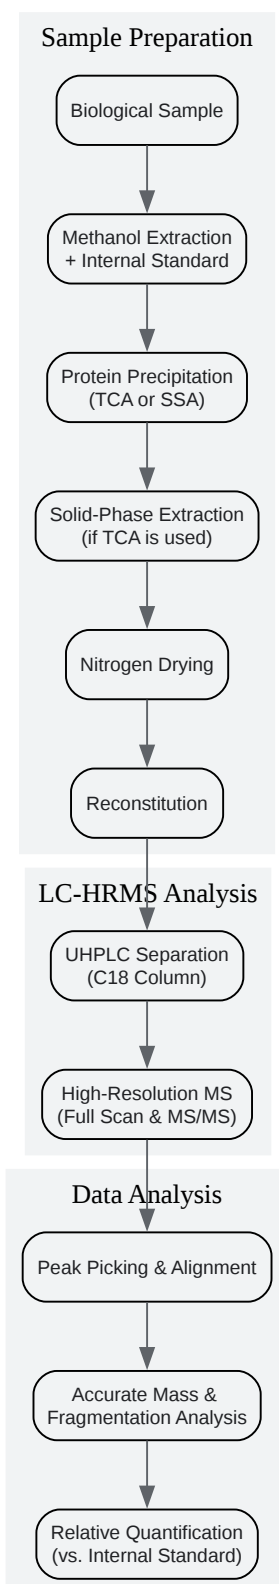 Sample Preparation
Biological Sample
Methanol Extraction
+ Internal Standard
Protein Precipitation
(TCA or SSA)
Solid-Phase Extraction
(if TCA is used)
Nitrogen Drying
Reconstitution
LC-HRMS Analysis
UHPLC Separation
(C18 Column)
High-Resolution MS
(Full Scan & MS/MS)
Data Analysis
Peak Picking & Alignment
Accurate Mass &
Fragmentation Analysis
Relative Quantification
(vs. Internal Standard)